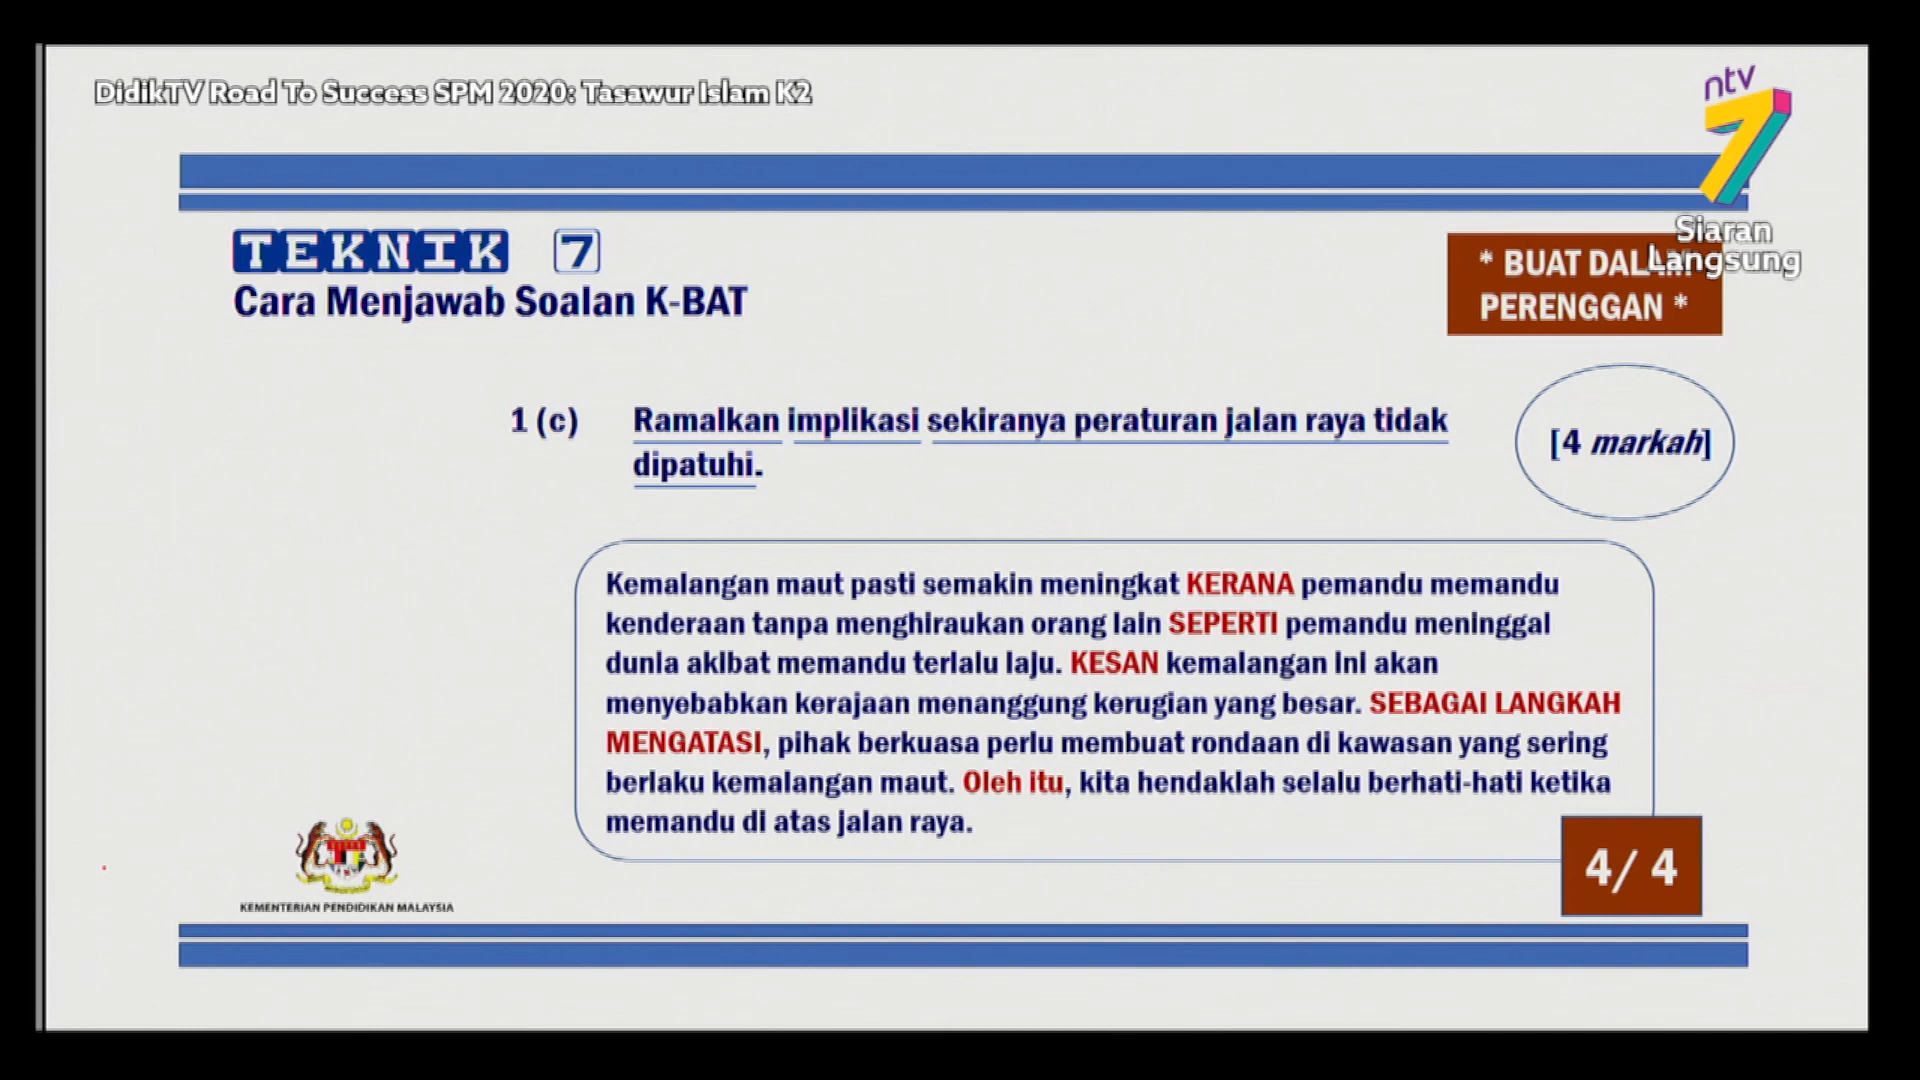 DidikTV Road To Success SPM 2020: Tasawur Islam K2
ntv
7
Siaran
Langsung
TEKNIK 7
Cara Menjawab Soalan K-BAT
* BUAT
PERENGGAN *
1 (c) Ramalkan implikasi sekiranya peraturan jalan raya tidak
dipatuhi.
[4 markah]
Kemalangan maut pasti semakin meningkat KERANA pemandu memandu
kenderaan tanpa menghiraukan orang lain SEPERTI pemandu meninggal
dunia akibat memandu terlalu laju. KESAN kemalangan ini akan
menyebabkan kerajaan menanggung kerugian yang besar. SEBAGAI LANGKAH
MENGATASI, pihak berkuasa perlu membuat rondaan di kawasan yang sering
berlaku kemalangan maut. Oleh itu, kita hendaklah selalu berhati-hati ketika
memandu di atas jalan raya.
4/ 4
KEMENTERIAN PENDIDIKAN MALAYSIA